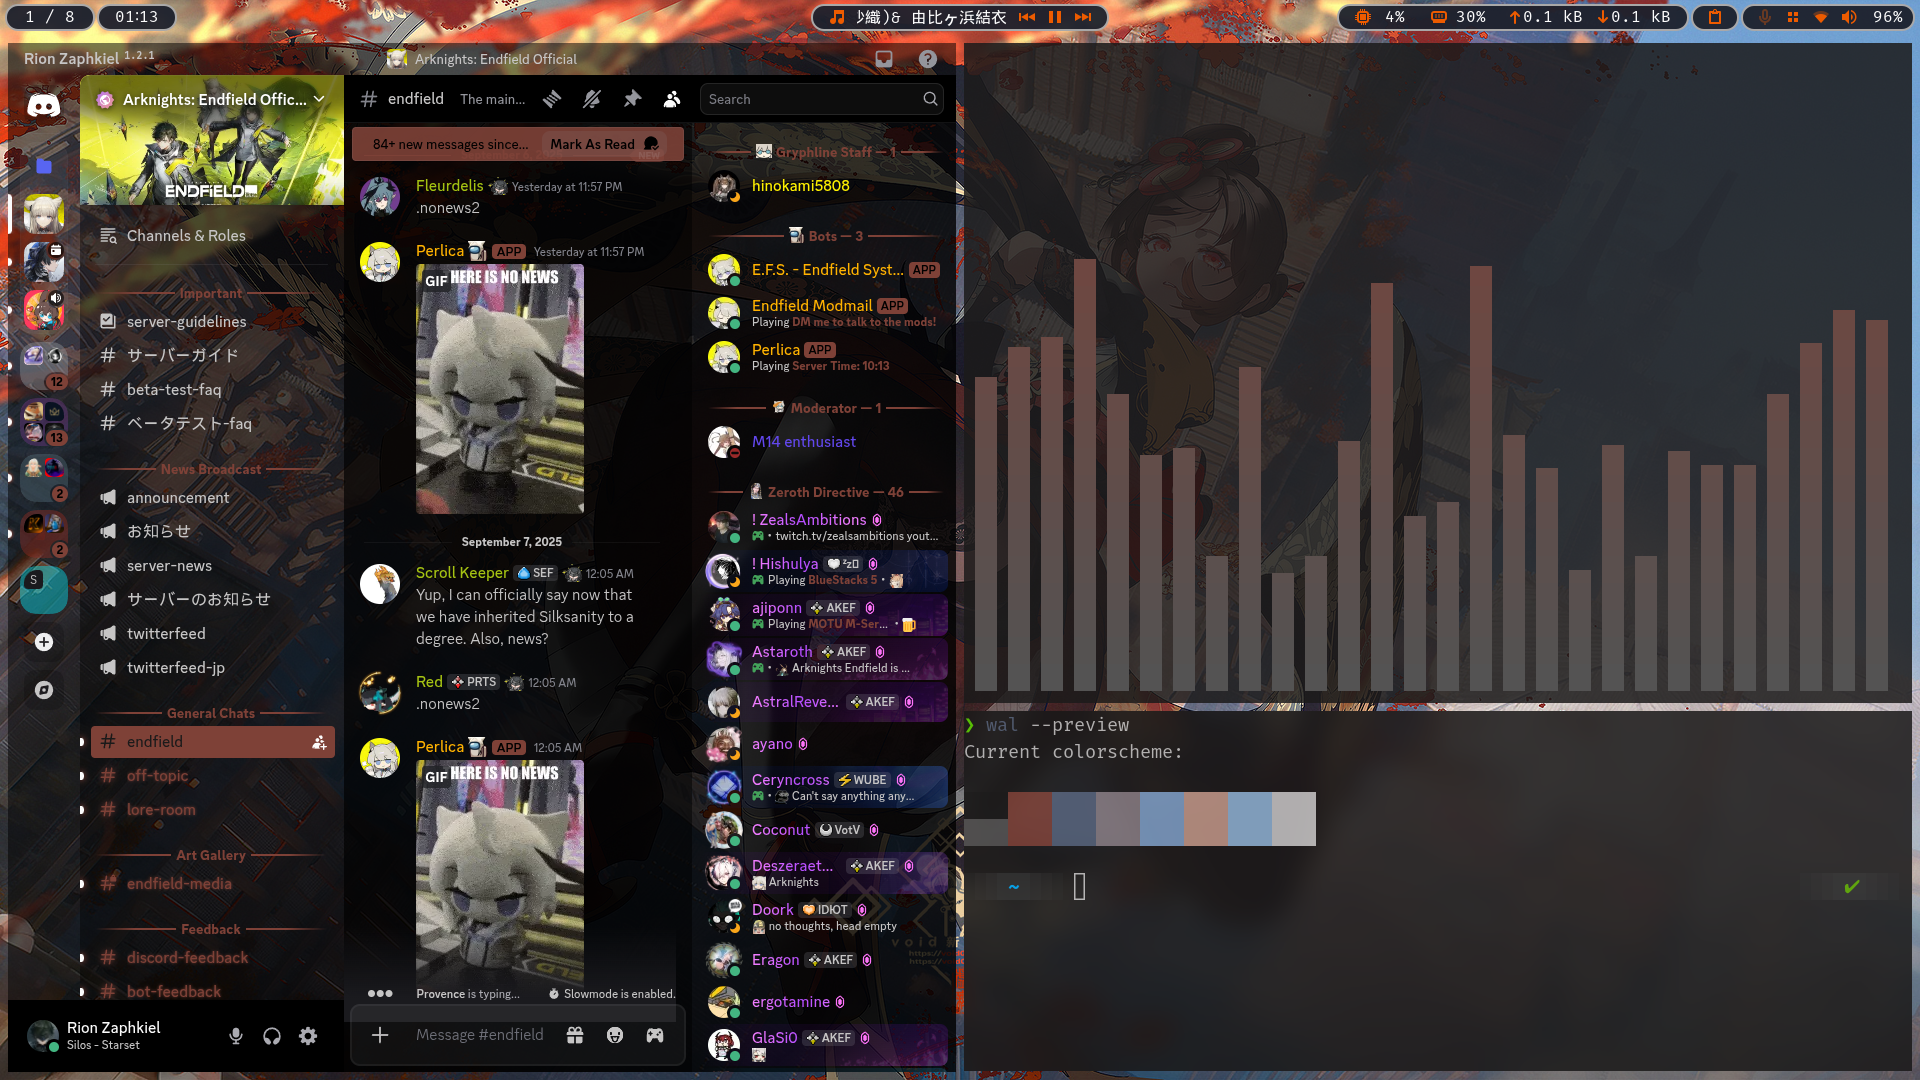 1 / 8
01:13
織)& 由比ヶ浜結衣
4%
30%
0.1 kB
0.1 kB
96%
Rion Zaphkiel 1.2.1
Arknights: Endfield Official
Arknights: Endfield Offic...
ENDFIELD
Channels & Roles
Important
server-guidelines
サーバーガイド
beta-test-faq
ベータテスト-faq
News Broadcast
announcement
お知らせ
server-news
サーバーのお知らせ
twitterfeed
twitterfeed-jp
General Chats
endfield
off-topic
lore-room
Art Gallery
endfield-media
Feedback
discord-feedback
bot-feedback
12
13
2
2
S
Rion Zaphkiel
Silos - Starset
endfield
The main...
Search
84+ new messages since...
Mark As Read
Fleurdelis Yesterday at 11:57 PM
.nonews2
Perlica APP Yesterday at 11:57 PM
GIF HERE IS NO NEWS
September 7, 2025
Scroll Keeper SEF 12:05 AM
Yup, I can officially say now that
we have inherited Silksanity to a
degree. Also, news?
Red PRTS 12:05 AM
.nonews2
Perlica APP 12:05 AM
GIF HERE IS NO NEWS
Provence is typing...
Slowmode is enabled.
Message #endfield
Gryphline Staff — 1
hinokami5808
Bots — 3
E.F.S. - Endfield Syst... APP
Endfield Modmail APP
Playing DM me to talk to the mods!
Perlica APP
Playing Server Time: 10:13
Moderator — 1
M14 enthusiast
Zeroth Directive — 46
! ZealsAmbitions
• twitch.tv/zealsambitions yout...
! Hishulya
Playing BlueStacks 5 •
ajiponn AKEF
Playing MOTU M-Ser... •
Astaroth AKEF
• Arknights Endfield is ...
AstralReve... AKEF
ayano
Ceryncross WUBE
• Can't say anything any...
Coconut VotV
Deszeraet... AKEF
Arknights
Doork IDIOT
no thoughts, head empty
Eragon AKEF
ergotamine
GlaSi0 AKEF
void
❯ wal --preview
Current colorscheme:
~
✔